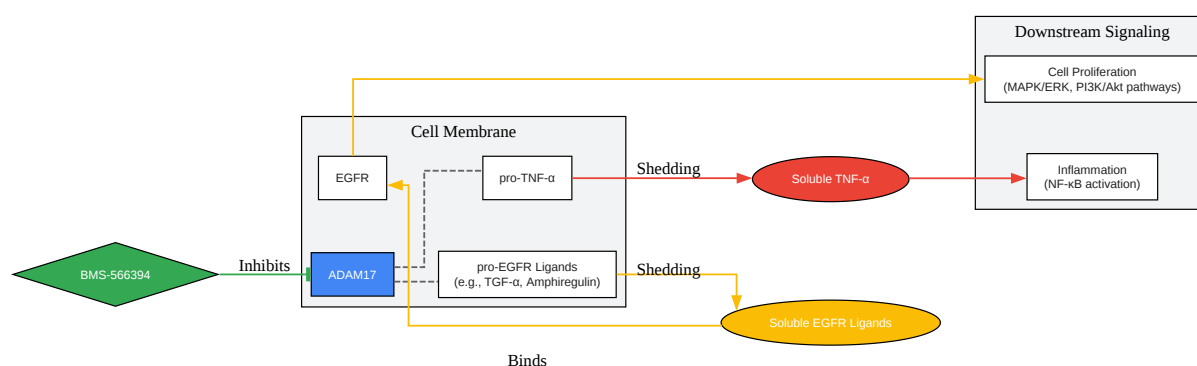 Downstream Signaling
Cell Proliferation
(MAPK/ERK, PI3K/Akt pathways)
Cell Membrane
EGFR
pro-TNF-α
Shedding
Soluble TNF-α
Inflammation
(NF-κB activation)
BMS-566394
Inhibits
ADAM17
pro-EGFR Ligands
(e.g., TGF-α, Amphiregulin)
Shedding
Soluble EGFR Ligands
Binds